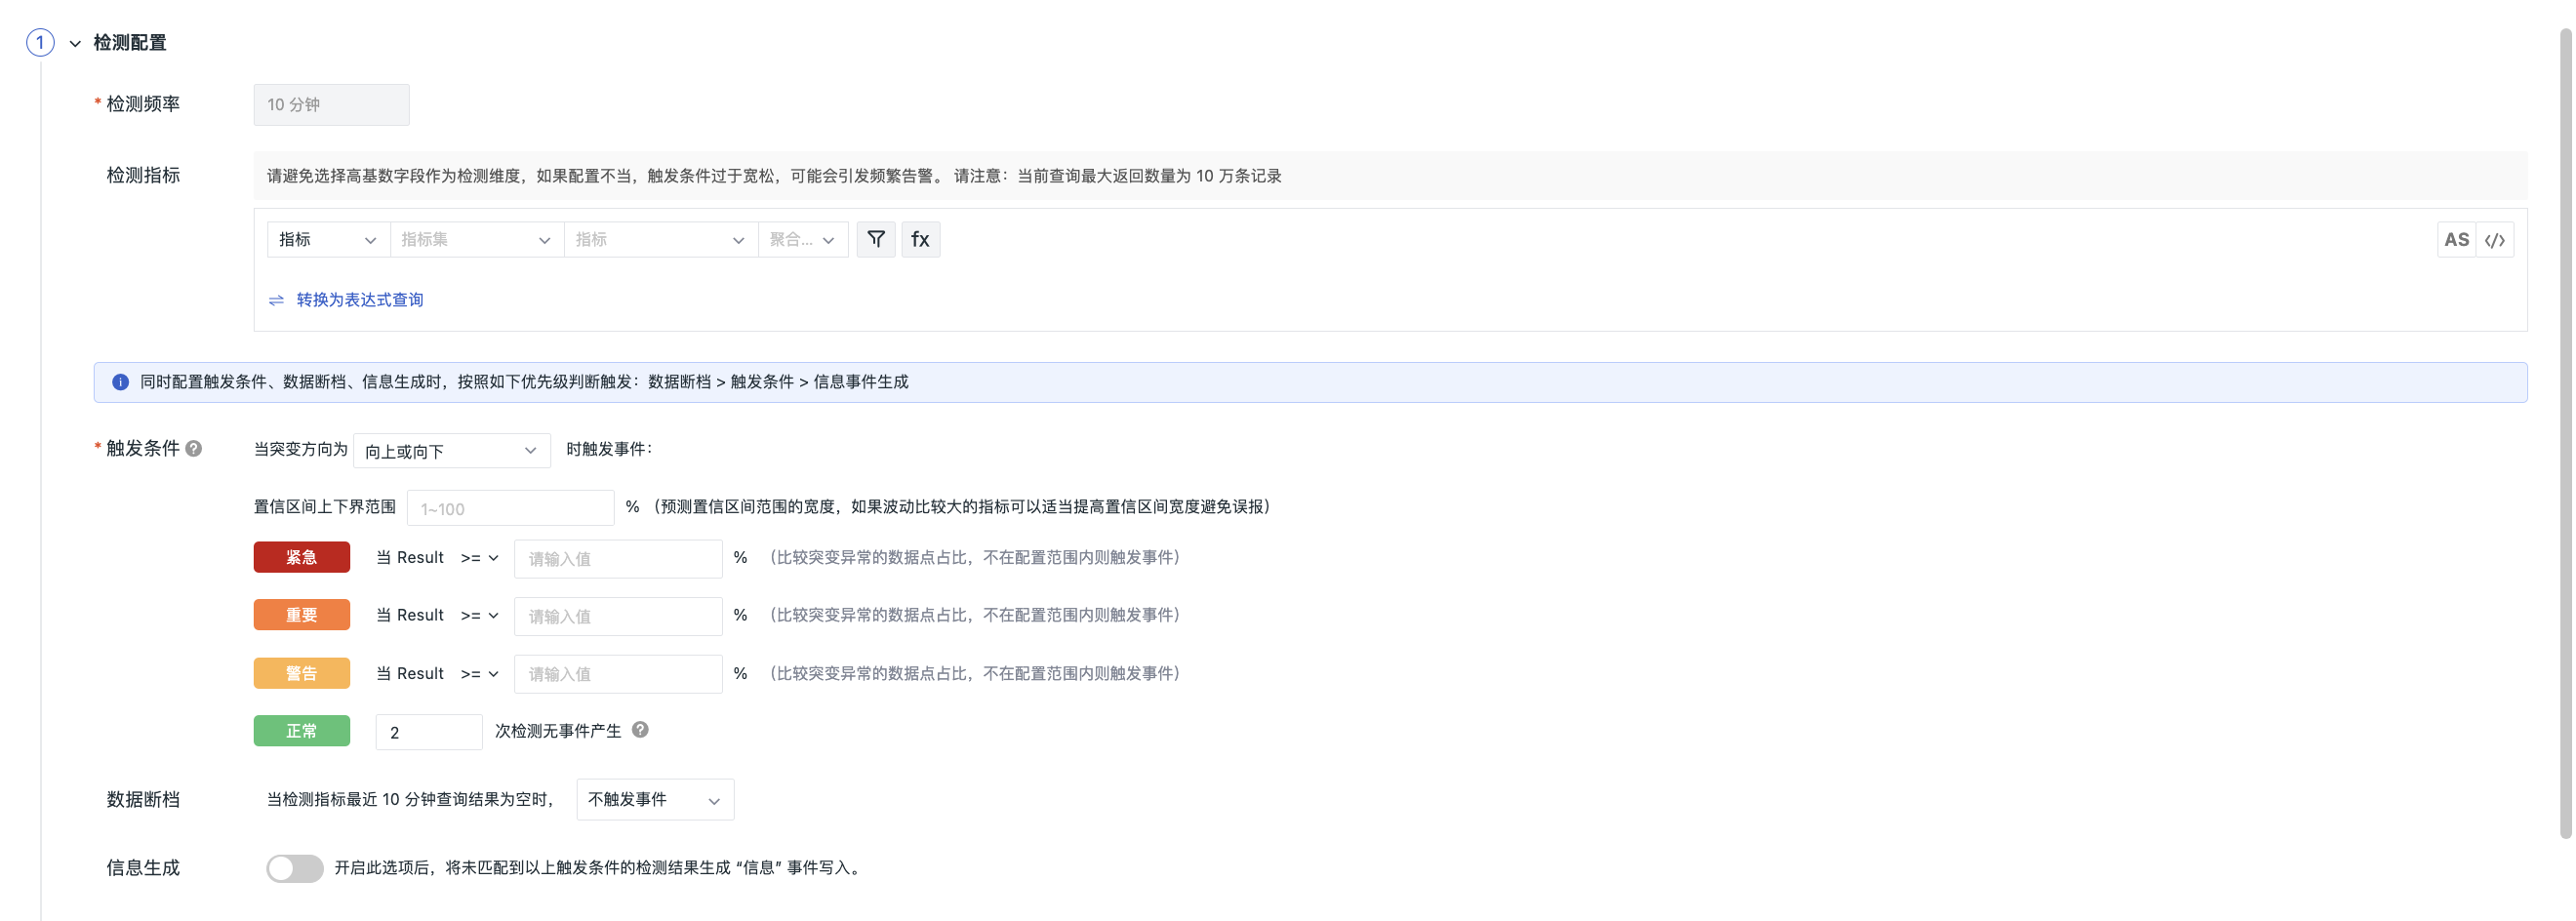 1 检测配置
* 检测频率 10 分钟
检测指标 请避免选择高基数字段作为检测维度，如果配置不当，触发条件过于宽松，可能会引发频繁告警。 请注意：当前查询最大返回数量为 10 万条记录
指标 指标集 指标 聚合... fx AS </>
转换为表达式查询
同时配置触发条件、数据断档、信息生成时，按照如下优先级判断触发：数据断档 > 触发条件 > 信息事件生成
* 触发条件 ? 当突变方向为 向上或向下 时触发事件：
置信区间上下界范围 1~100 % （预测置信区间范围的宽度，如果波动比较大的指标可以适当提高置信区间宽度避免误报）
紧急 当 Result >= 请输入值 % （比较突变异常的数据点占比，不在配置范围内则触发事件）
重要 当 Result >= 请输入值 % （比较突变异常的数据点占比，不在配置范围内则触发事件）
警告 当 Result >= 请输入值 % （比较突变异常的数据点占比，不在配置范围内则触发事件）
正常 2 次检测无事件产生 ?
数据断档 当检测指标最近 10 分钟查询结果为空时， 不触发事件
信息生成 开启此选项后，将未匹配到以上触发条件的检测结果生成 “信息” 事件写入。